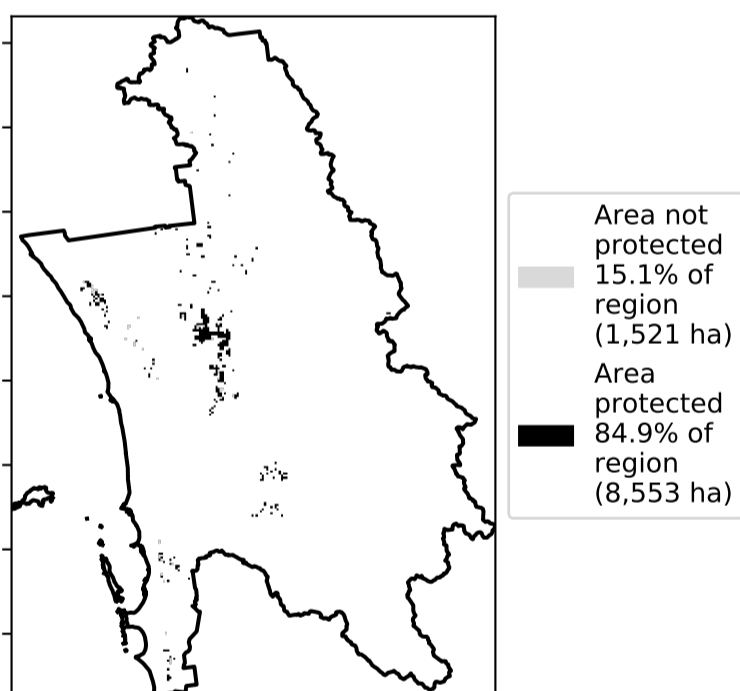 Area not
protected
15.1% of
region
(1,521 ha)
Area
protected
84.9% of
region
(8,553 ha)